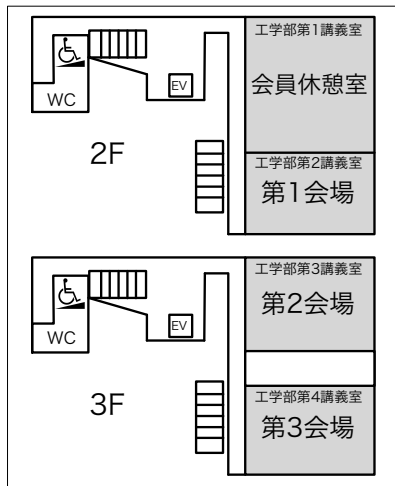 工学部第1講義室
会員休憩室
WC
EV
2F
工学部第2講義室
第1会場
工学部第3講義室
第2会場
WC
EV
3F
工学部第4講義室
第3会場